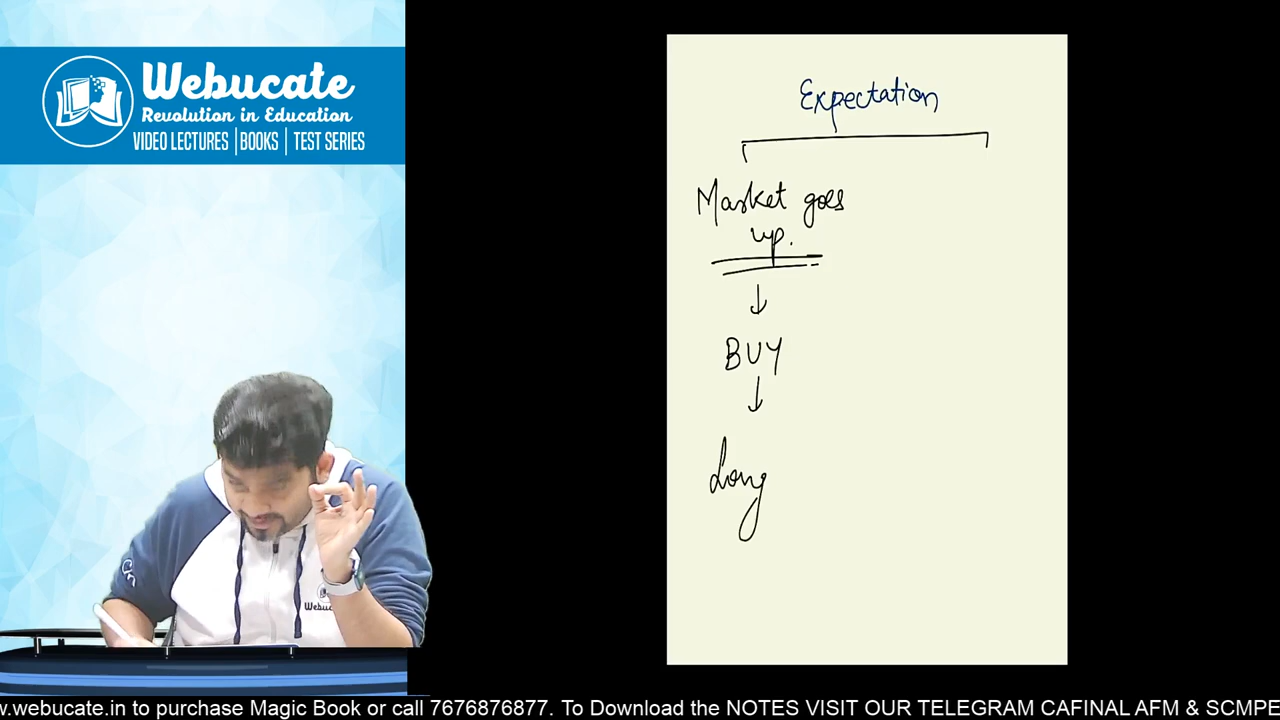 Webucate
Revolution in Education
VIDEO LECTURES | BOOKS | TEST SERIES
Expectation
Market goes
up.
↓
BUY
↓
Long
w.webucate.in to purchase Magic Book or call 7676876877. To Download the NOTES VISIT OUR TELEGRAM CAFINAL AFM & SCMPE